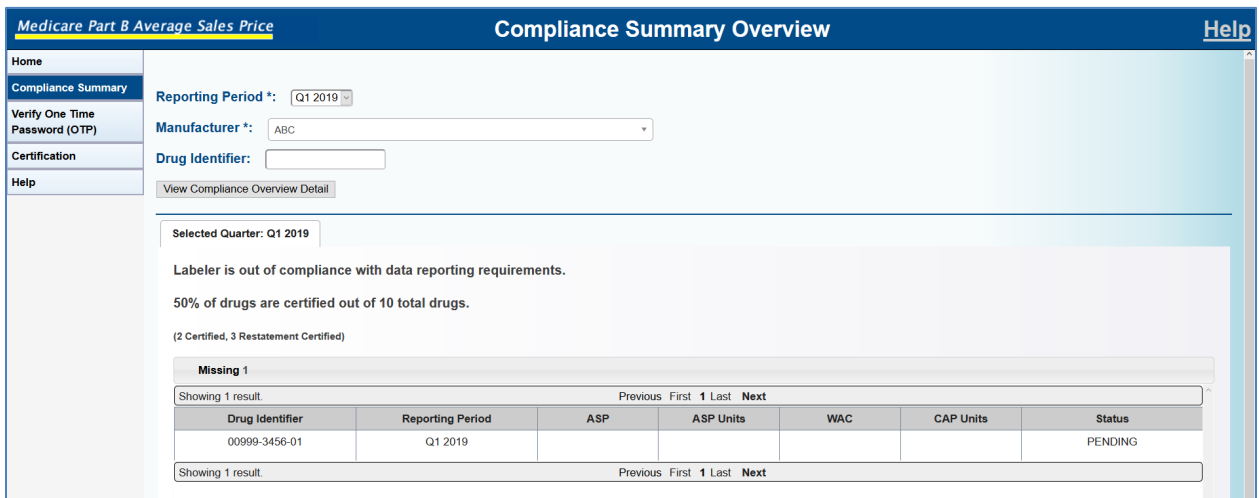 Medicare Part B Average Sales Price
Compliance Summary Overview
Help
Home
Compliance Summary
Verify One Time
Password (OTP)
Certification
Help
Reporting Period *: Q1 2019
Manufacturer *: ABC
Drug Identifier:
View Compliance Overview Detail
Selected Quarter: Q1 2019
Labeler is out of compliance with data reporting requirements.
50% of drugs are certified out of 10 total drugs.
(2 Certified, 3 Restatement Certified)
Missing 1
Showing 1 result. Previous First 1 Last Next
Drug Identifier Reporting Period ASP ASP Units WAC CAP Units Status
00999-3456-01 Q1 2019 PENDING
Showing 1 result. Previous First 1 Last Next